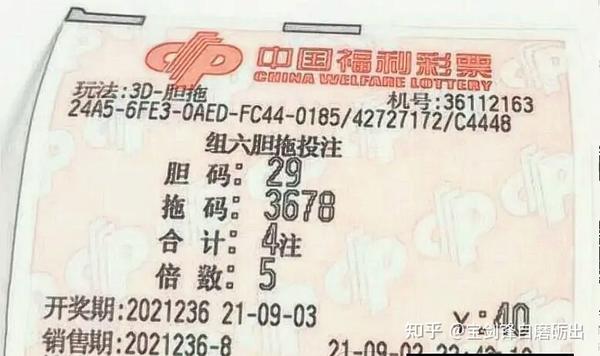 中国福利彩票
CHINA WELFARE LOTTERY
玩法:3D-胆拖 机号:36112163
24A5-6FE3-0AED-FC44-0185/42727172/C4448
组六胆拖投注
胆 码: 29
拖 码: 3678
合 计: 4注
倍 数: 5
开奖期:2021236 21-09-03 ¥:40
销售期:2021236-8 21-09-03
知乎 @宝剑锋自磨砺出